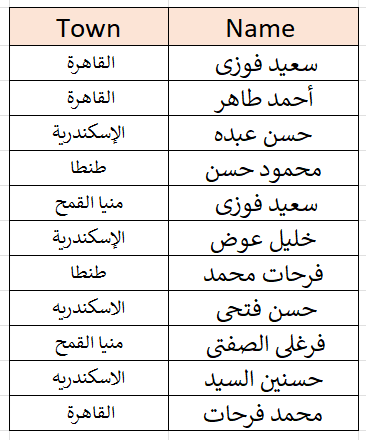 Name Town
سعيد فوزى القاهرة
أحمد طاهر القاهرة
حسن عبده الإسكندرية
محمود حسن طنطا
سعيد فوزى منيا القمح
خليل عوض الإسكندرية
فرحات محمد طنطا
حسن فتحى الاسكندريه
فرغلى الصفتى منيا القمح
حسنين السيد الاسكندريه
محمد فرحات القاهرة